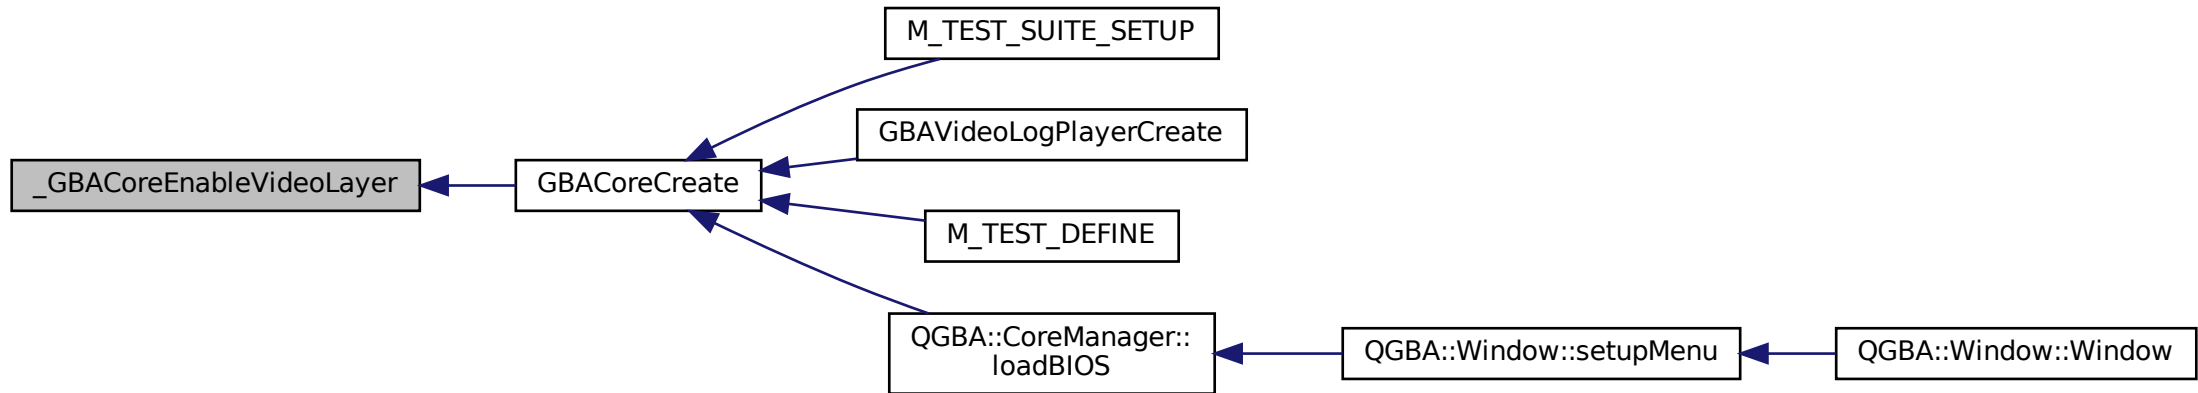 M_TEST_SUITE_SETUP
GBAVideoLogPlayerCreate
_GBACoreEnableVideoLayer
GBACoreCreate
M_TEST_DEFINE
QGBA::CoreManager::
loadBIOS
QGBA::Window::setupMenu
QGBA::Window::Window